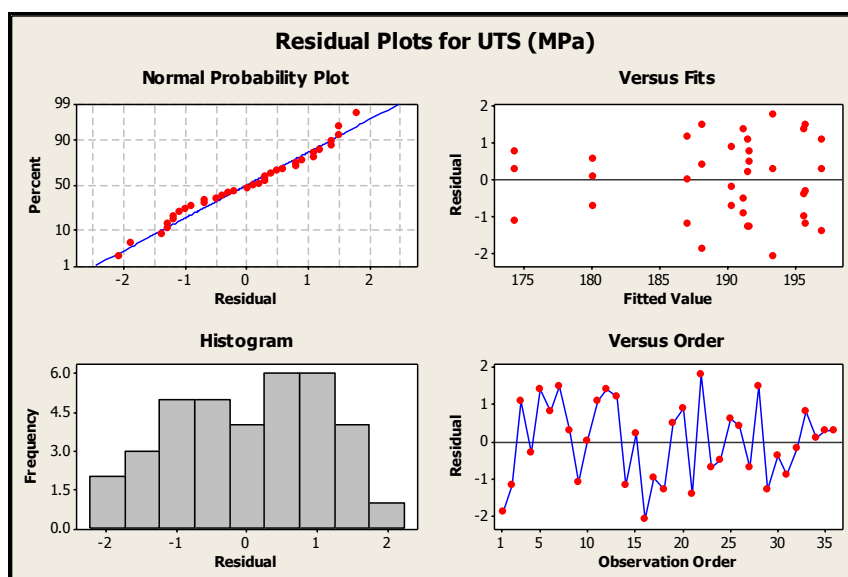 Residual Plots for UTS (MPa)
Normal Probability Plot
99
90
50
10
1
Percent
-2 -1 0 1 2
Residual
Versus Fits
2
1
0
-1
-2
Residual
175 180 185 190 195
Fitted Value
Histogram
6.0
4.5
3.0
1.5
0.0
Frequency
-2 -1 0 1 2
Residual
Versus Order
2
1
0
-1
-2
Residual
1 5 10 15 20 25 30 35
Observation Order